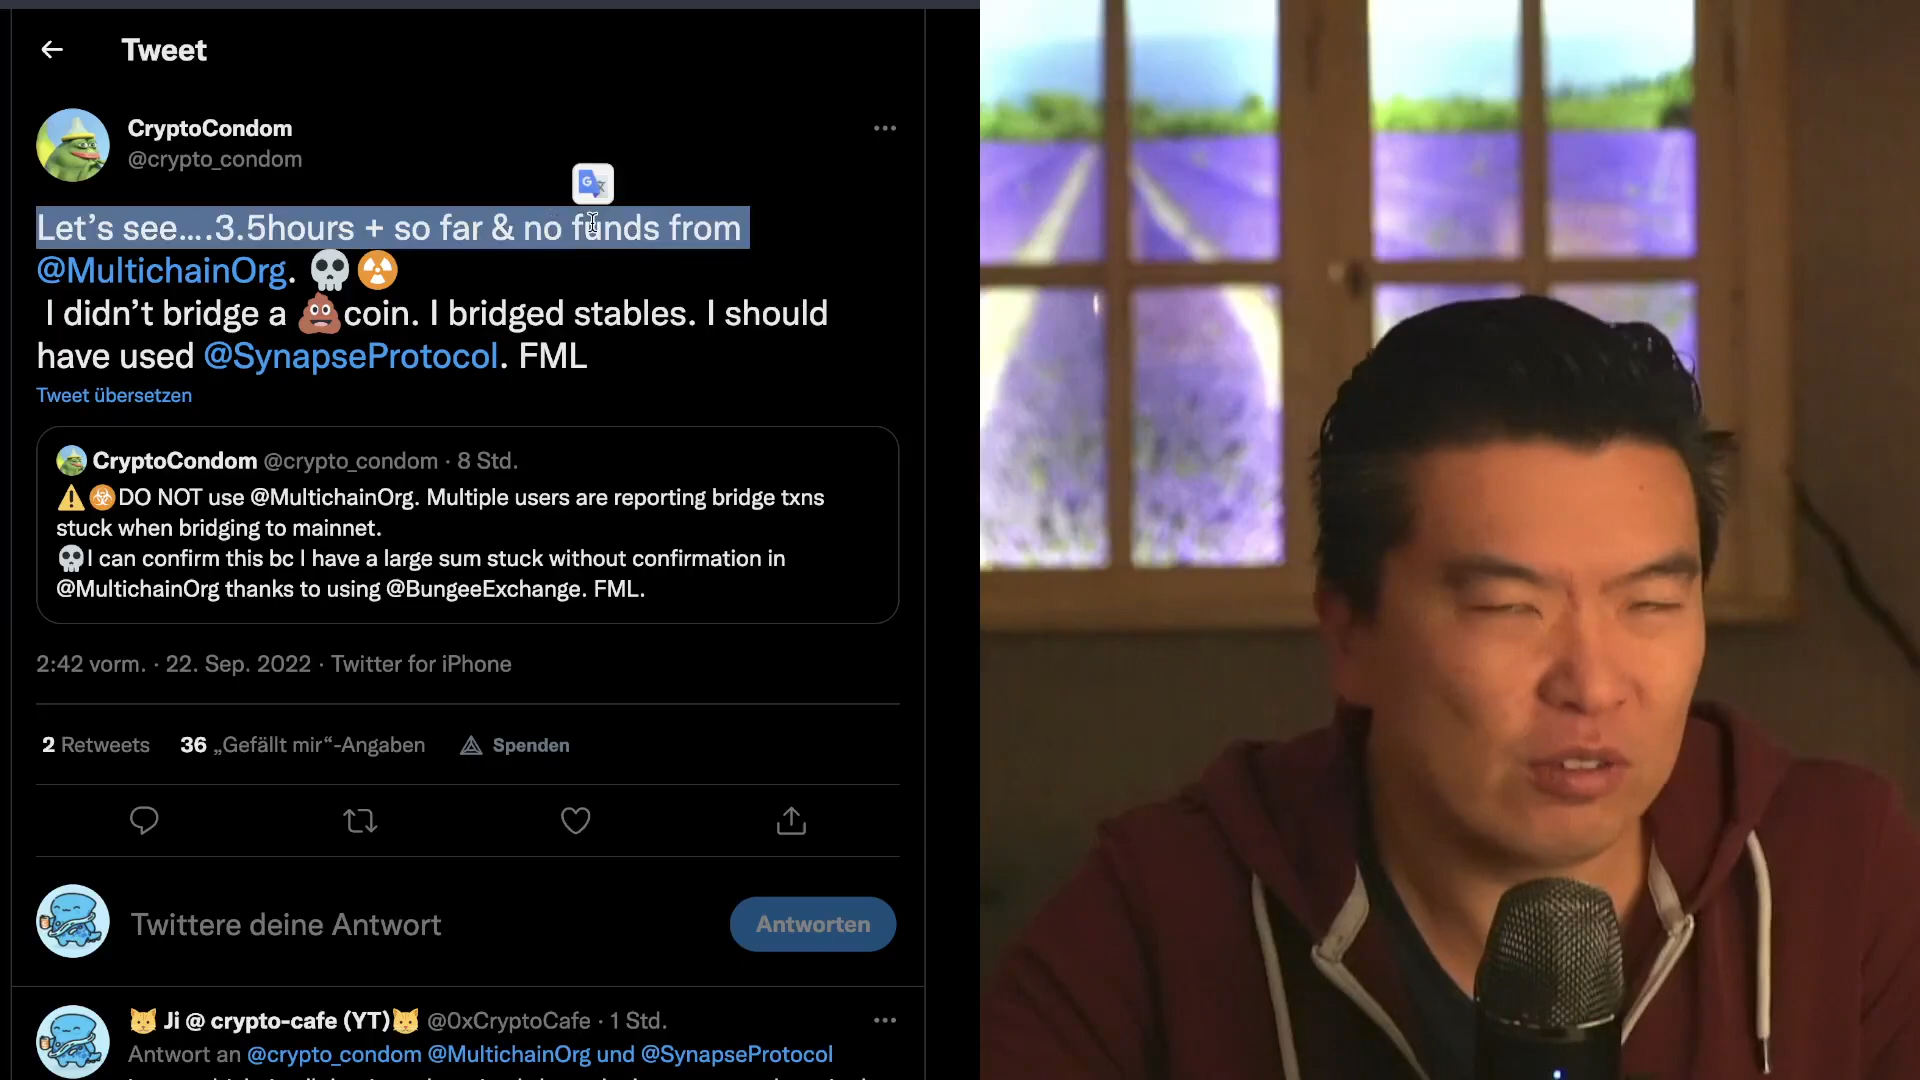 Tweet
CryptoCondom
@crypto_condom
Let's see....3.5hours + so far & no funds from
@MultichainOrg. 💀☢️
I didn't bridge a 💩coin. I bridged stables. I should
have used @SynapseProtocol. FML
Tweet übersetzen
CryptoCondom @crypto_condom · 8 Std.
⚠️☣️DO NOT use @MultichainOrg. Multiple users are reporting bridge txns
stuck when bridging to mainnet.
💀I can confirm this bc I have a large sum stuck without confirmation in
@MultichainOrg thanks to using @BungeeExchange. FML.
2:42 vorm. · 22. Sep. 2022 · Twitter for iPhone
2 Retweets 36 „Gefällt mir“-Angaben Spenden
Twittere deine Antwort
Antworten
🐱 Ji @ crypto-cafe (YT)🐱 @0xCryptoCafe · 1 Std.
Antwort an @crypto_condom @MultichainOrg und @SynapseProtocol